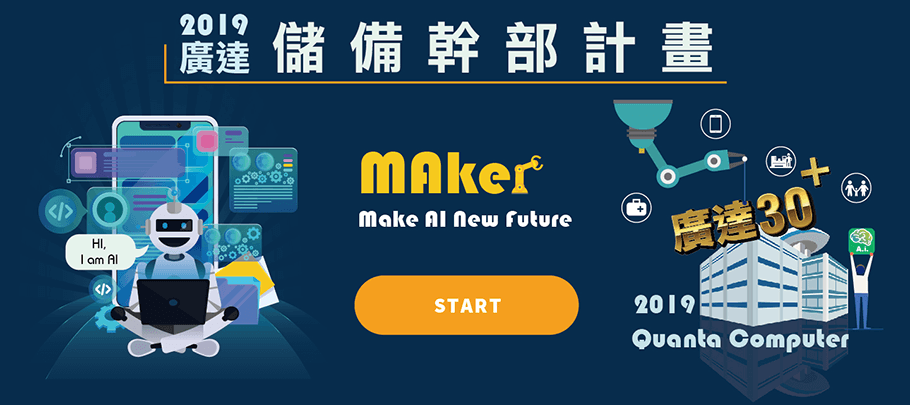 2019
廣達
儲備幹部計畫
MAker
Make AI New Future
START
HI,
I am AI
廣達30+
A.I.
2019
Quanta Computer